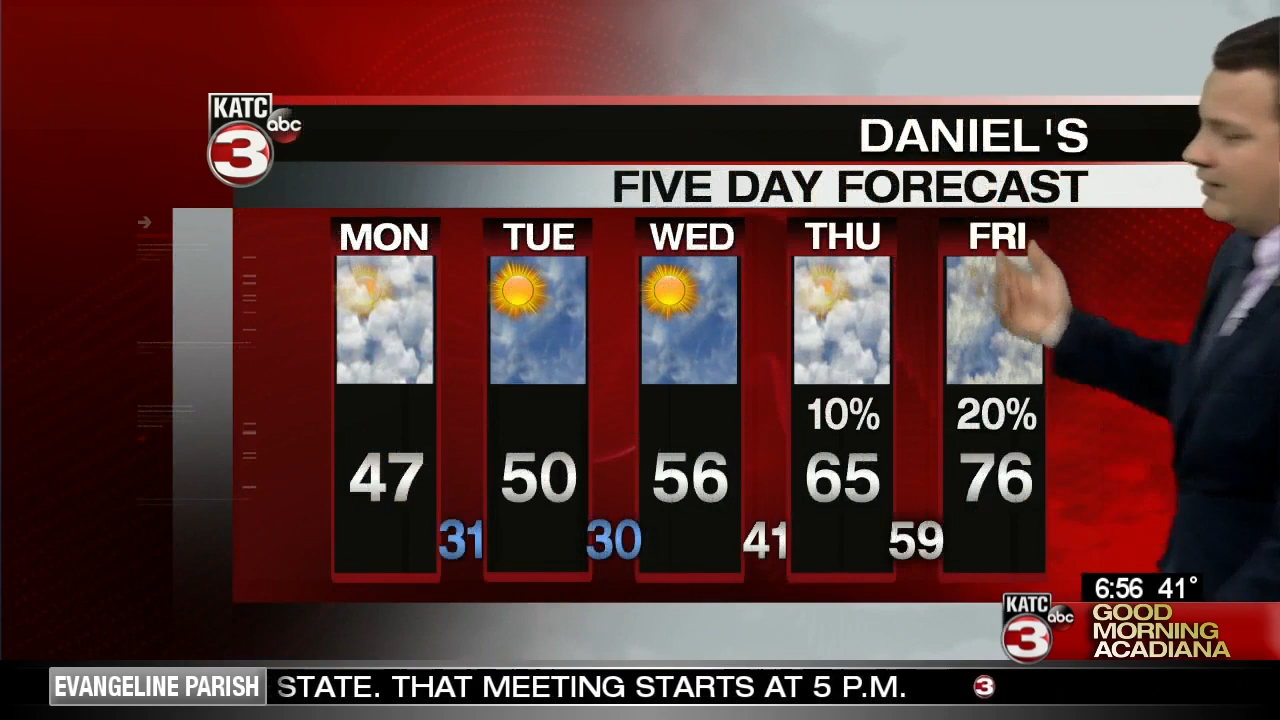 KATC
abc
3
DANIEL'S
FIVE DAY FORECAST
MON TUE WED THU FRI
10% 20%
47 50 56 65 76
31 30 41 59
6:56 41°
KATC
abc
3
GOOD
MORNING
ACADIANA
EVANGELINE PARISH STATE. THAT MEETING STARTS AT 5 P.M. 3